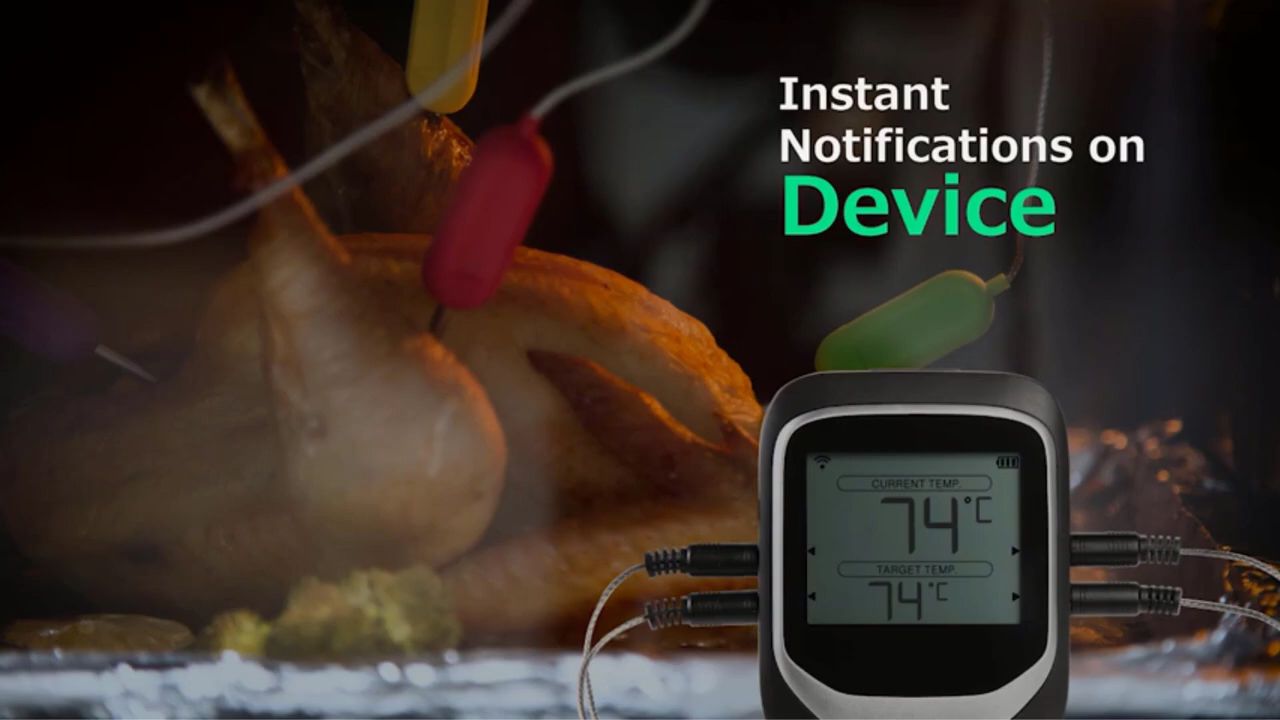 Instant
Notifications on
Device
CURRENT TEMP.
74°C
TARGET TEMP.
74°C